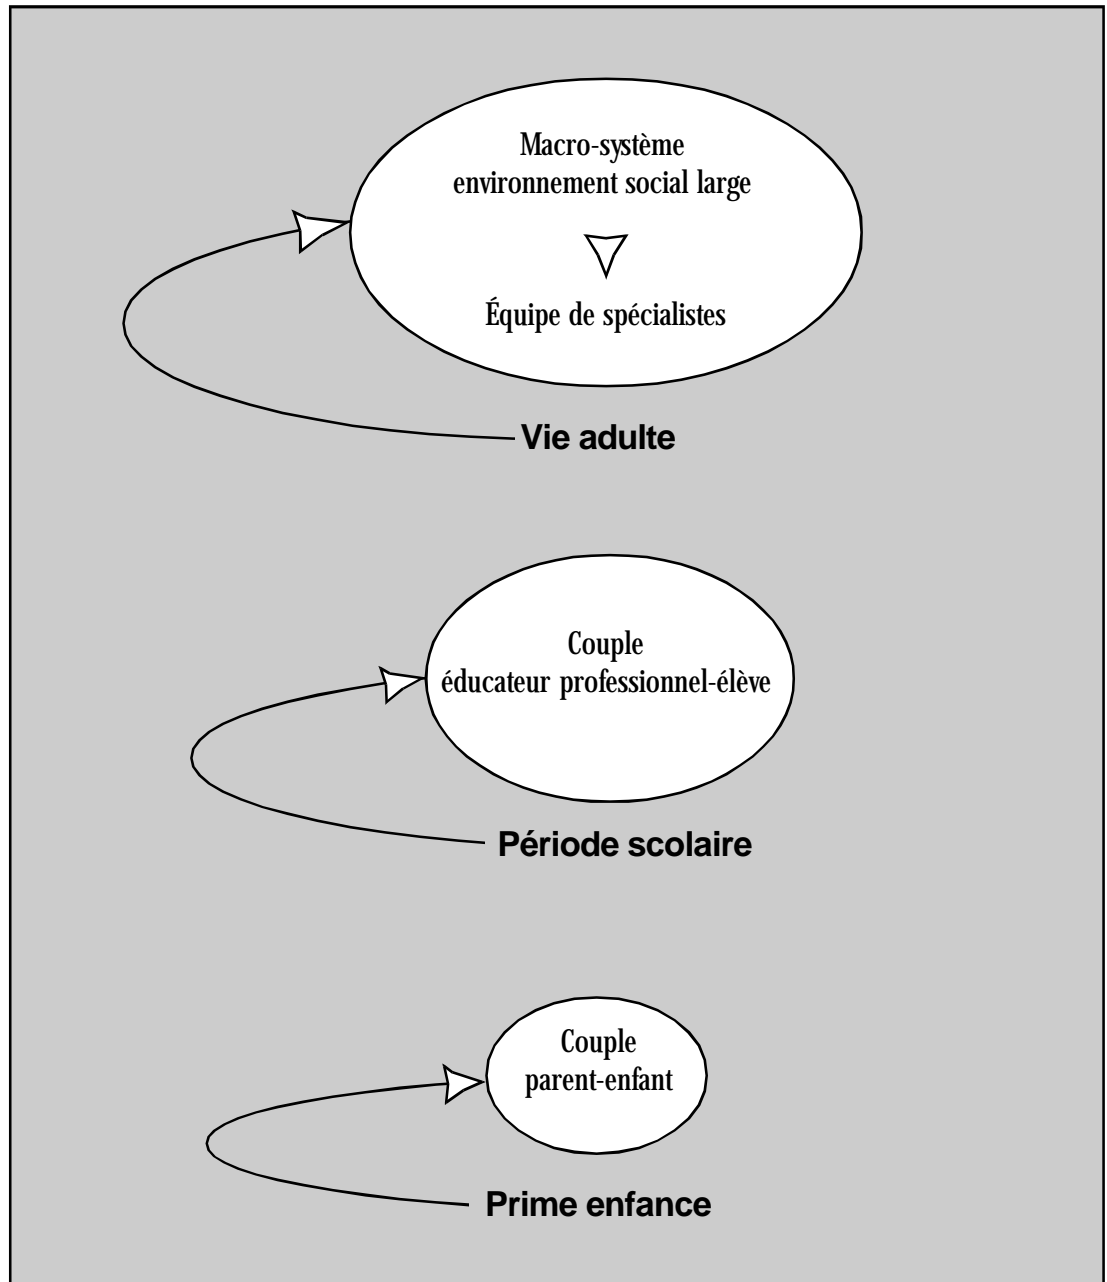 Macro-système
environnement social large
Équipe de spécialistes
Vie adulte
Couple
éducateur professionnel-élève
Période scolaire
Couple
parent-enfant
Prime enfance